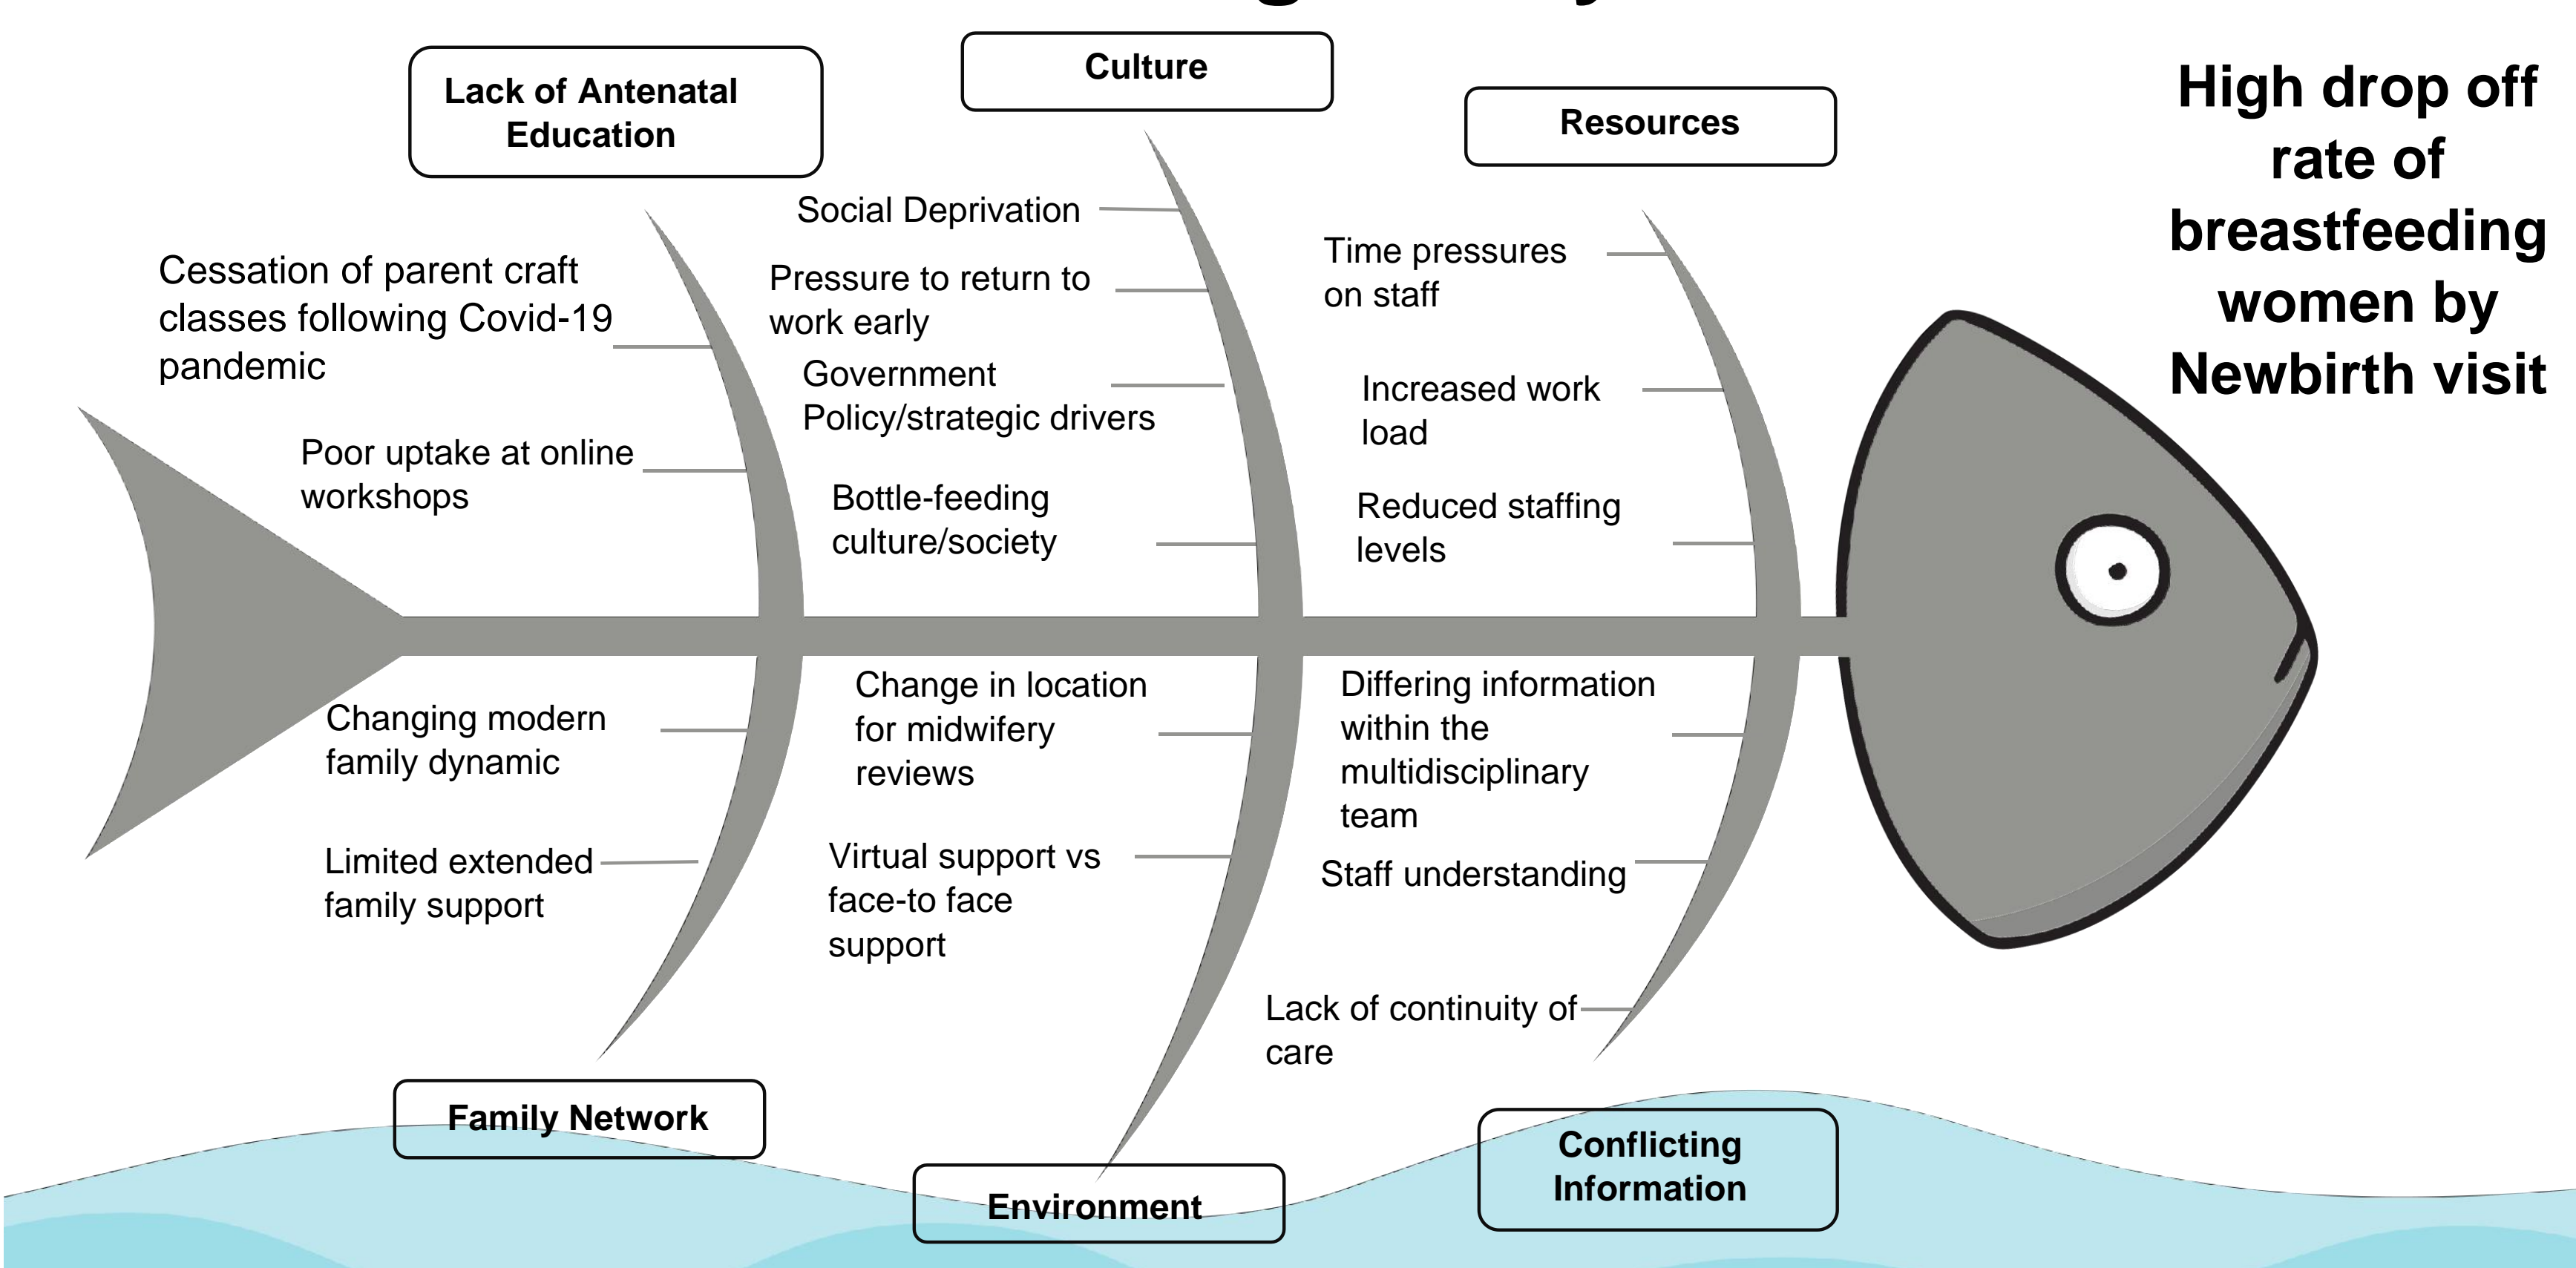 Lack of Antenatal
Education
Culture
Resources
High drop off
rate of
breastfeeding
women by
Newbirth visit
Cessation of parent craft
classes following Covid-19
pandemic
Poor uptake at online
workshops
Social Deprivation
Pressure to return to
work early
Government
Policy/strategic drivers
Bottle-feeding
culture/society
Time pressures
on staff
Increased work
load
Reduced staffing
levels
Changing modern
family dynamic
Limited extended
family support
Change in location
for midwifery
reviews
Virtual support vs
face-to face
support
Differing information
within the
multidisciplinary
team
Staff understanding
Lack of continuity of
care
Family Network
Environment
Conflicting
Information